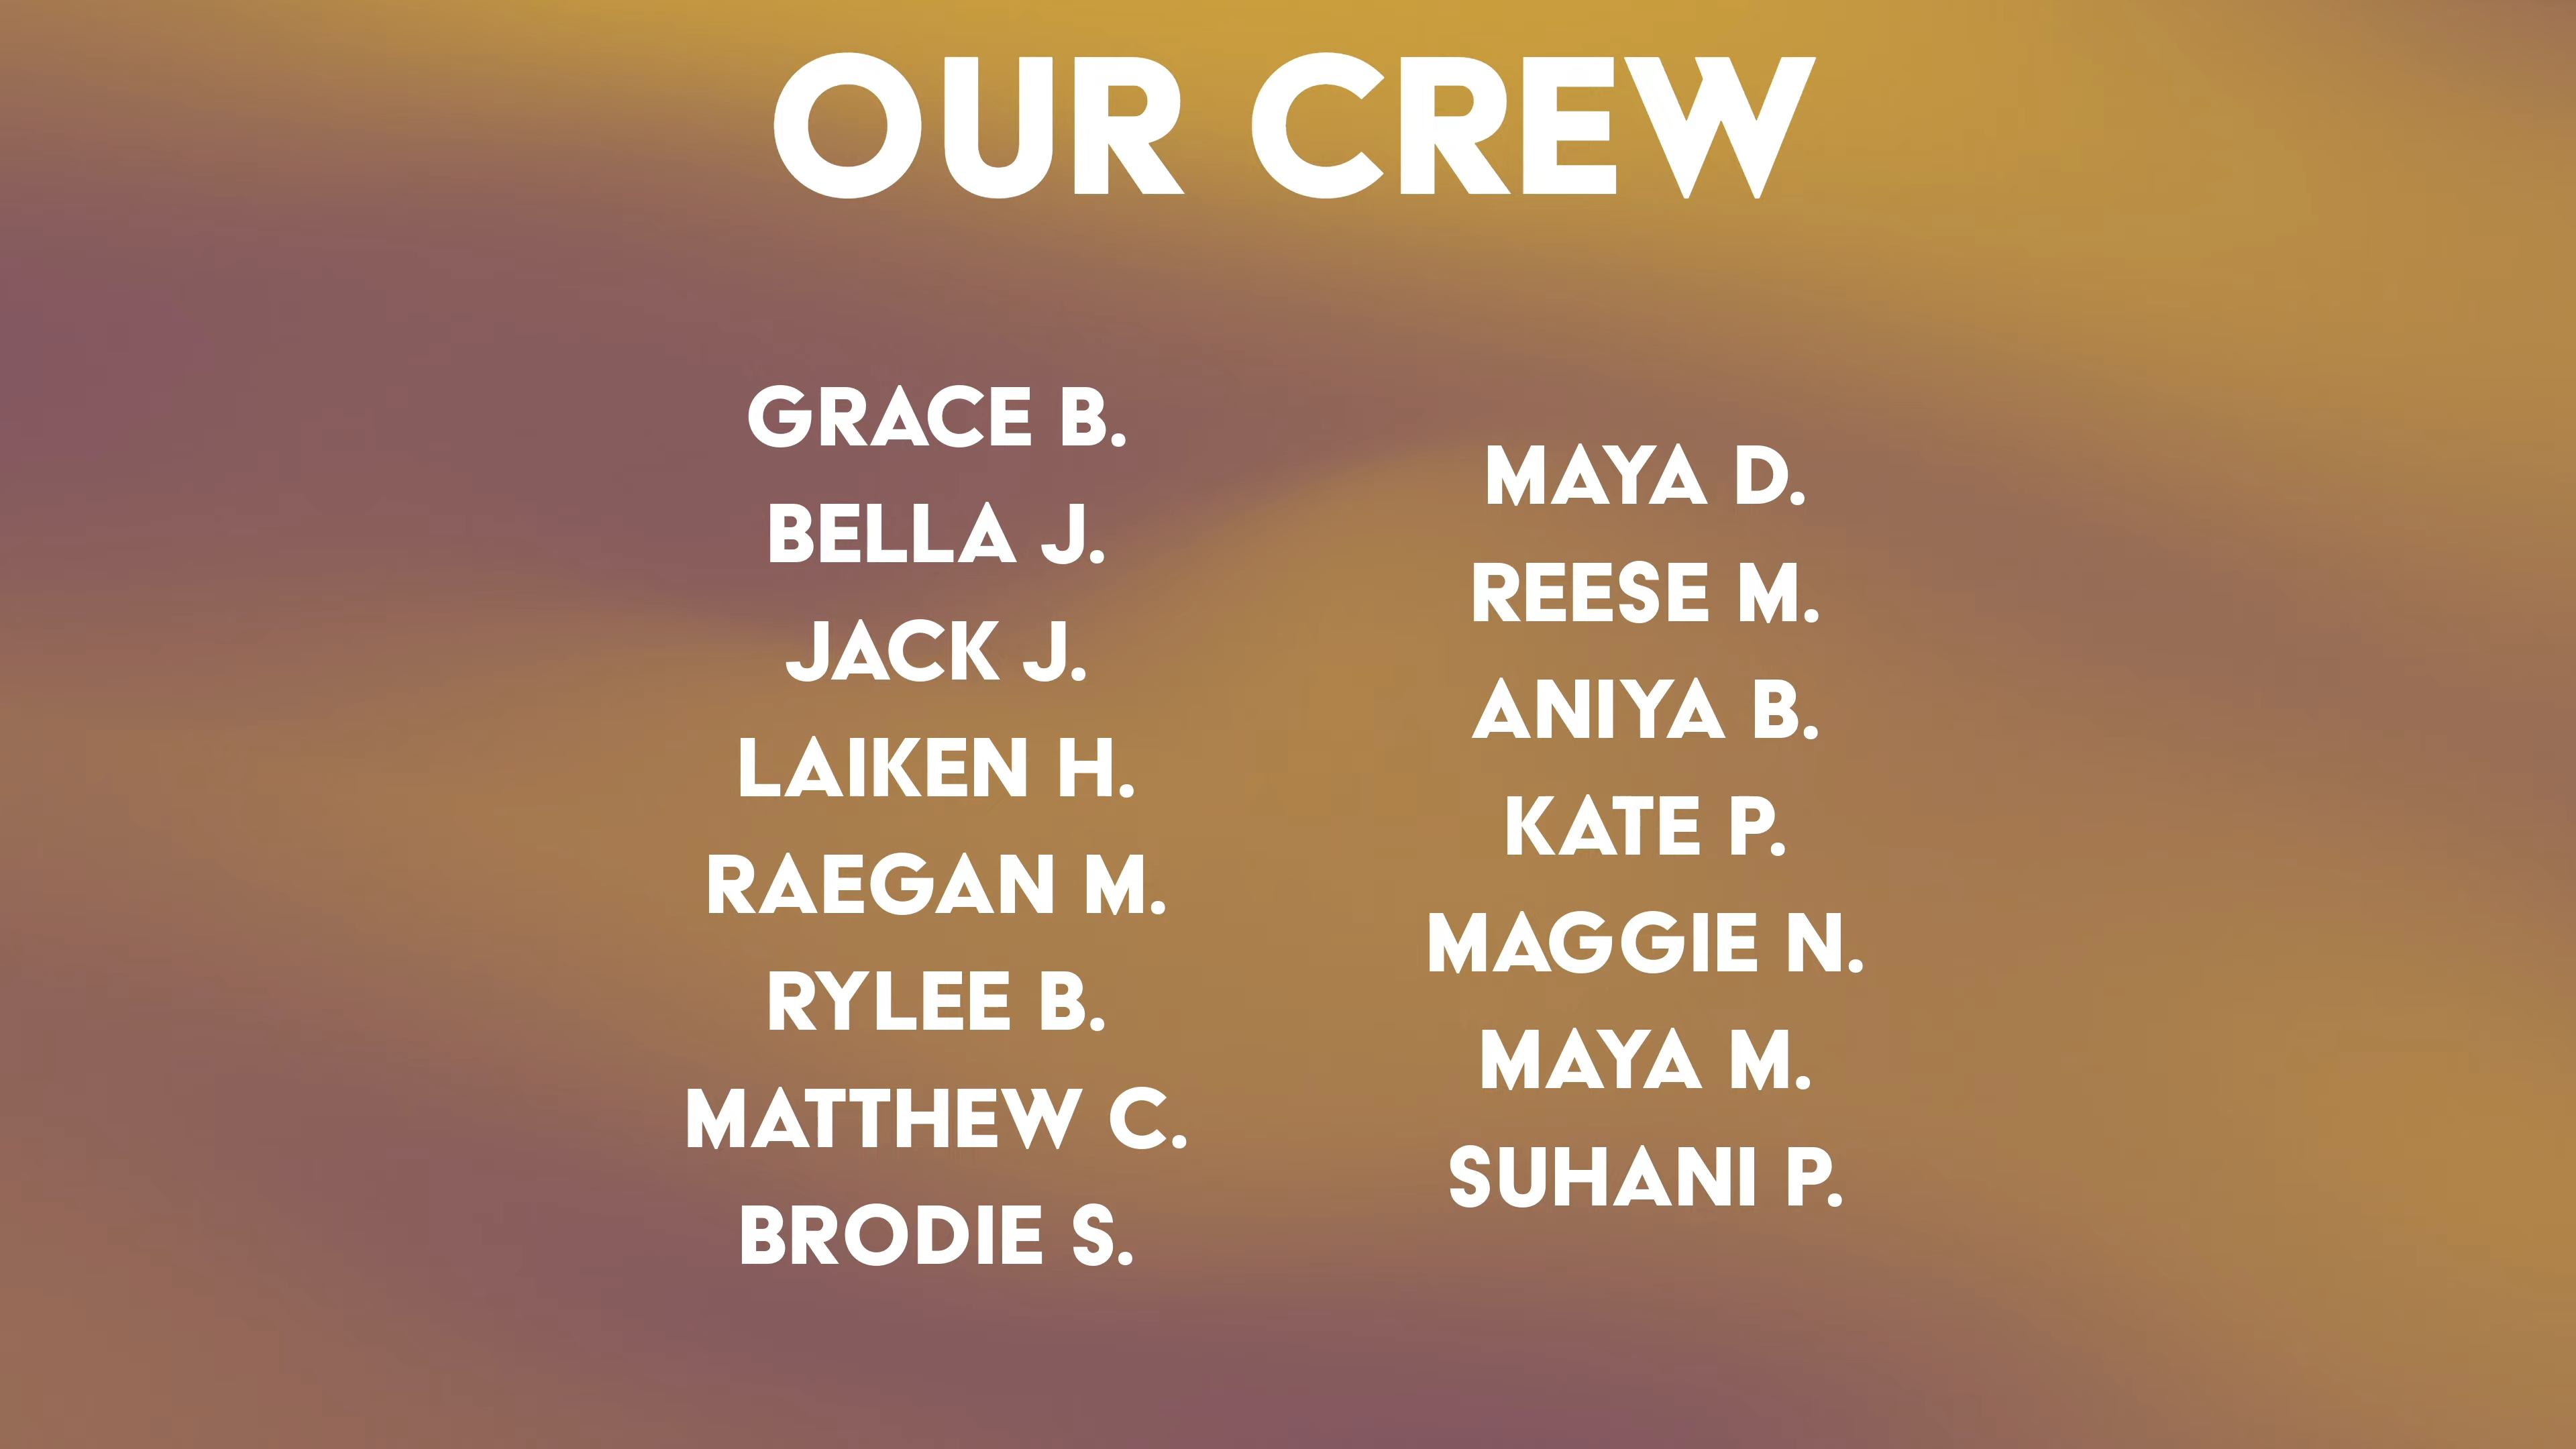 OUR CREW
GRACE B.
BELLA J.
JACK J.
LAIKEN H.
RAEGAN M.
RYLEE B.
MATTHEW C.
BRODIE S.
MAYA D.
REESE M.
ANIYA B.
KATE P.
MAGGIE N.
MAYA M.
SUHANI P.